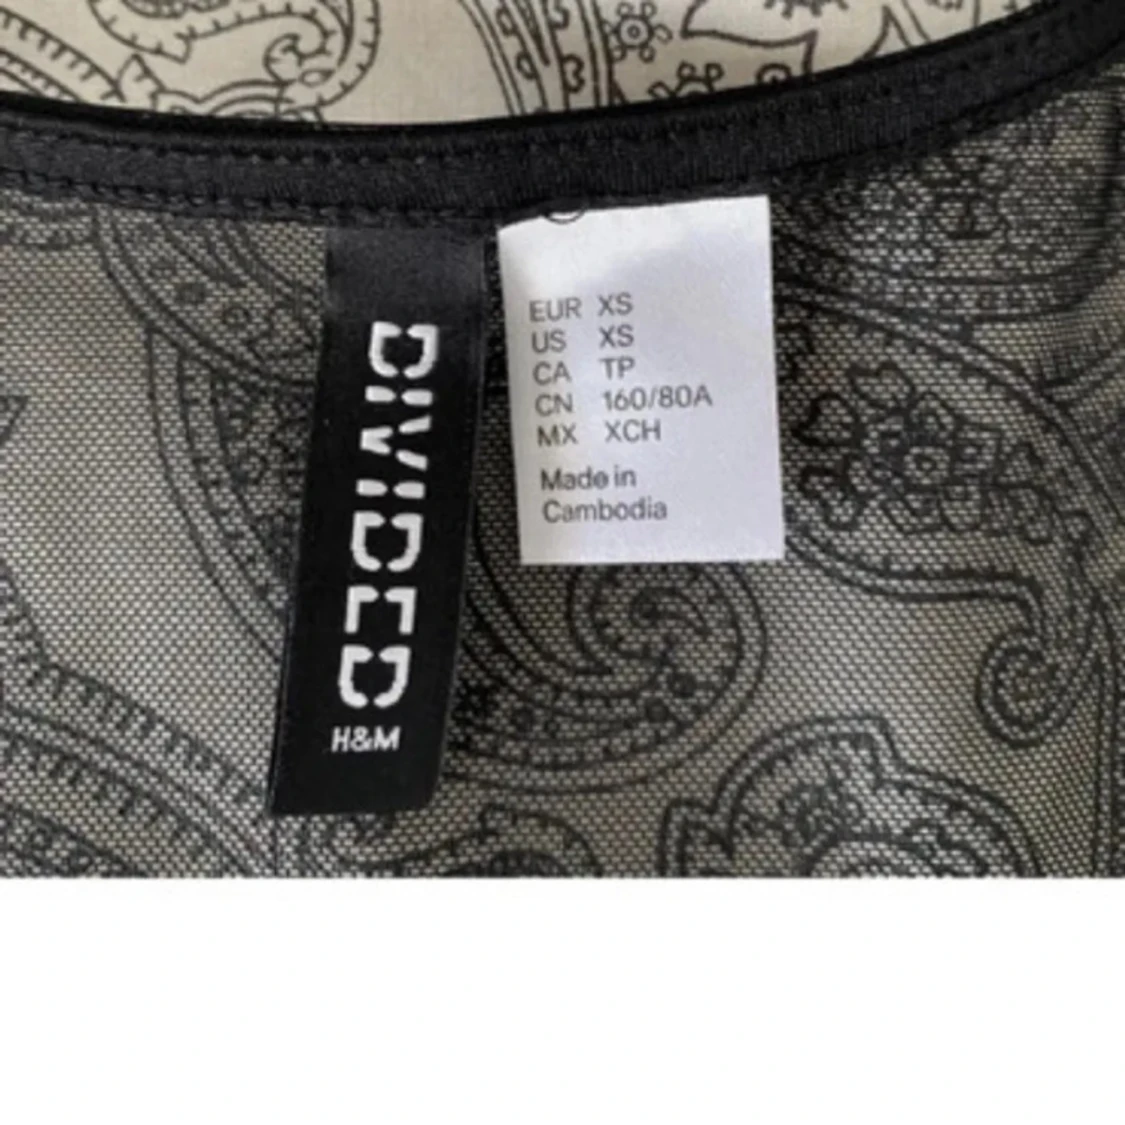 DIVIDED
H&M
EUR XS
US XS
CA TP
CN 160/80A
MX XCH
Made in
Cambodia